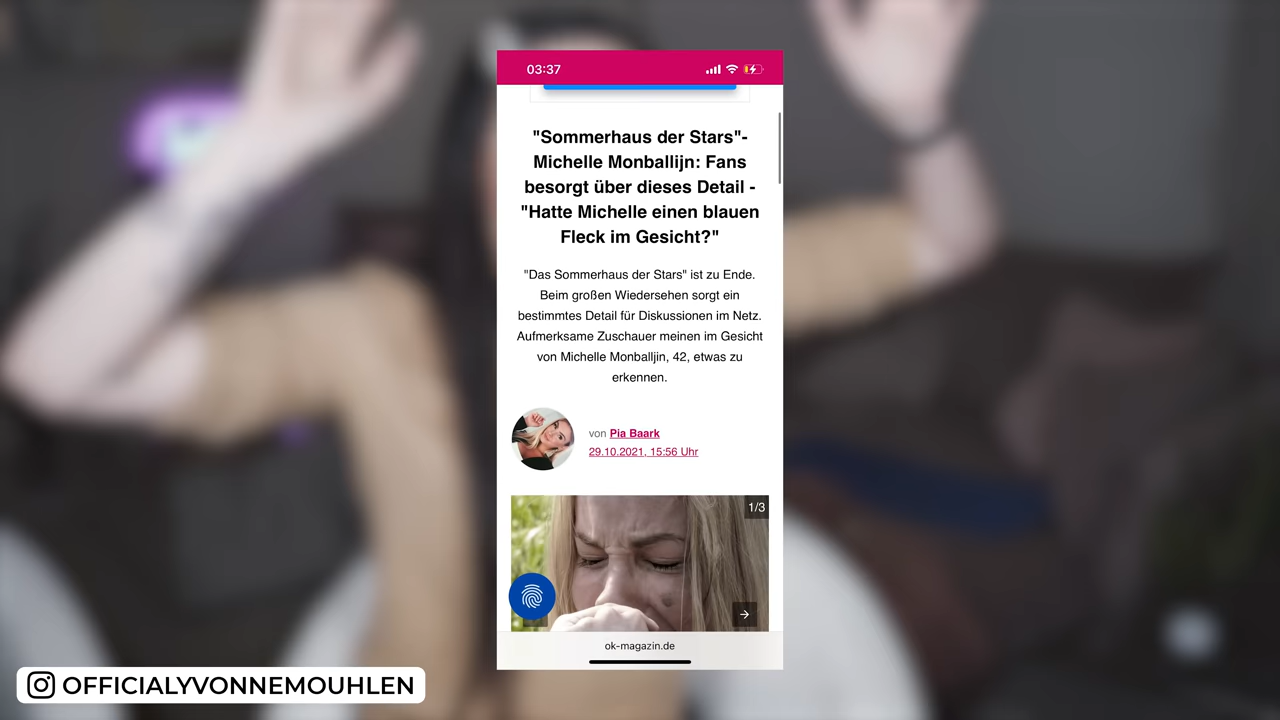 03:37
"Sommerhaus der Stars"-
Michelle Monballijn: Fans
besorgt über dieses Detail -
"Hatte Michelle einen blauen
Fleck im Gesicht?"
"Das Sommerhaus der Stars" ist zu Ende.
Beim großen Wiedersehen sorgt ein
bestimmtes Detail für Diskussionen im Netz.
Aufmerksame Zuschauer meinen im Gesicht
von Michelle Monballjin, 42, etwas zu
erkennen.
von Pia Baark
29.10.2021, 15:56 Uhr
1/3
ok-magazin.de
OFFICIALYVONNEMOUHLEN